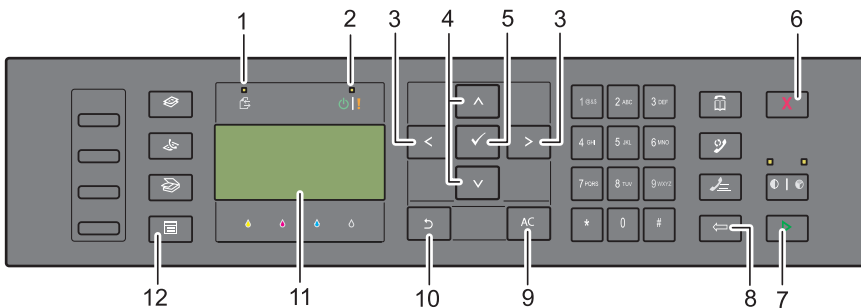 1 2 3 4 5 3 6
1 @:./ 2 ABC 3 DEF
4 GHI 5 JKL 6 MNO
7 PQRS 8 TUV 9 WXYZ
* 0 #
AC
12 11 10 9 8 7